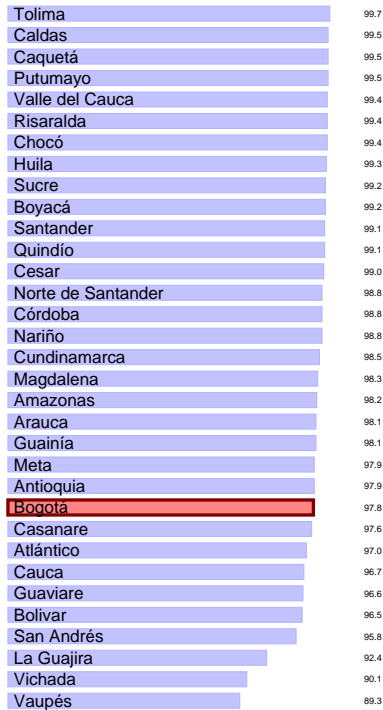 Tolima 99.7
Caldas 99.5
Caquetá 99.5
Putumayo 99.5
Valle del Cauca 99.4
Risaralda 99.4
Chocó 99.4
Huila 99.3
Sucre 99.2
Boyacá 99.2
Santander 99.1
Quindío 99.1
Cesar 99.0
Norte de Santander 98.8
Córdoba 98.8
Nariño 98.8
Cundinamarca 98.5
Magdalena 98.3
Amazonas 98.2
Arauca 98.1
Guainía 98.1
Meta 97.9
Antioquia 97.9
Bogotá 97.8
Casanare 97.6
Atlántico 97.0
Cauca 96.7
Guaviare 96.6
Bolivar 96.5
San Andrés 95.8
La Guajira 92.4
Vichada 90.1
Vaupés 89.3